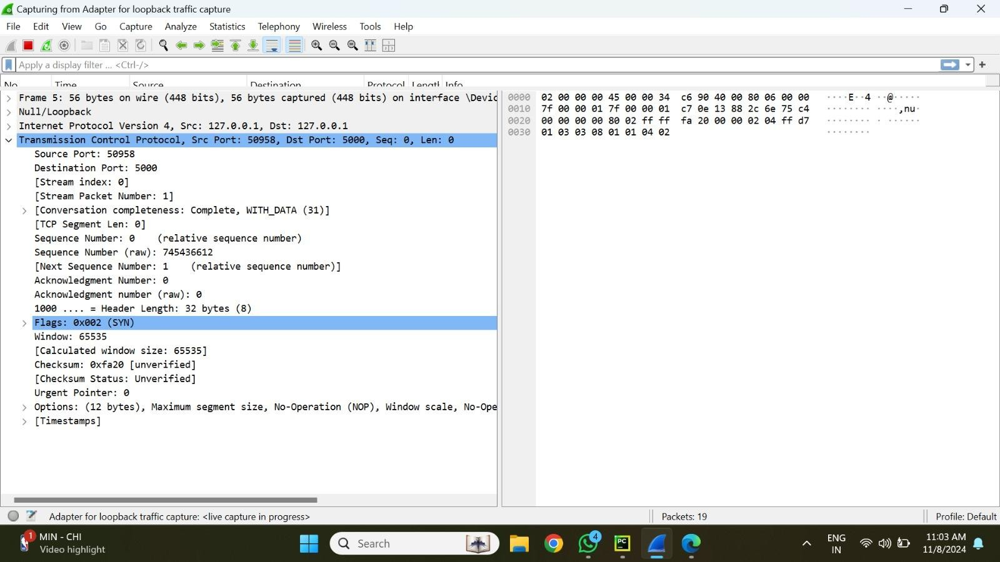 Capturing from Adapter for loopback traffic capture
File Edit View Go Capture Analyze Statistics Telephony Wireless Tools Help
Apply a display filter ... <Ctrl-/>
No. Time Source Destination Protocol Length Info
Frame 5: 56 bytes on wire (448 bits), 56 bytes captured (448 bits) on interface \Devic
Null/Loopback
Internet Protocol Version 4, Src: 127.0.0.1, Dst: 127.0.0.1
Transmission Control Protocol, Src Port: 50958, Dst Port: 5000, Seq: 0, Len: 0
Source Port: 50958
Destination Port: 5000
[Stream index: 0]
[Stream Packet Number: 1]
[Conversation completeness: Complete, WITH_DATA (31)]
[TCP Segment Len: 0]
Sequence Number: 0    (relative sequence number)
Sequence Number (raw): 745436612
[Next Sequence Number: 1    (relative sequence number)]
Acknowledgment Number: 0
Acknowledgment number (raw): 0
1000 .... = Header Length: 32 bytes (8)
Flags: 0x002 (SYN)
Window: 65535
[Calculated window size: 65535]
Checksum: 0xfa20 [unverified]
[Checksum Status: Unverified]
Urgent Pointer: 0
Options: (12 bytes), Maximum segment size, No-Operation (NOP), Window scale, No-Ope
[Timestamps]
0000 02 00 00 00 45 00 00 34 c6 90 40 00 80 06 00 00 ····E··4 ··@·····
0010 7f 00 00 01 7f 00 00 01 c7 0e 13 88 2c 6e 75 c4 ········ ····,nu·
0020 00 00 00 00 80 02 ff ff fa 20 00 00 02 04 ff d7 ········ · ······
0030 01 03 03 08 01 01 04 02 ········
Adapter for loopback traffic capture: <live capture in progress> Packets: 19 Profile: Default
1
MIN - CHI
Video highlight
Search
4
PC
ENG
IN
11:03 AM
11/8/2024